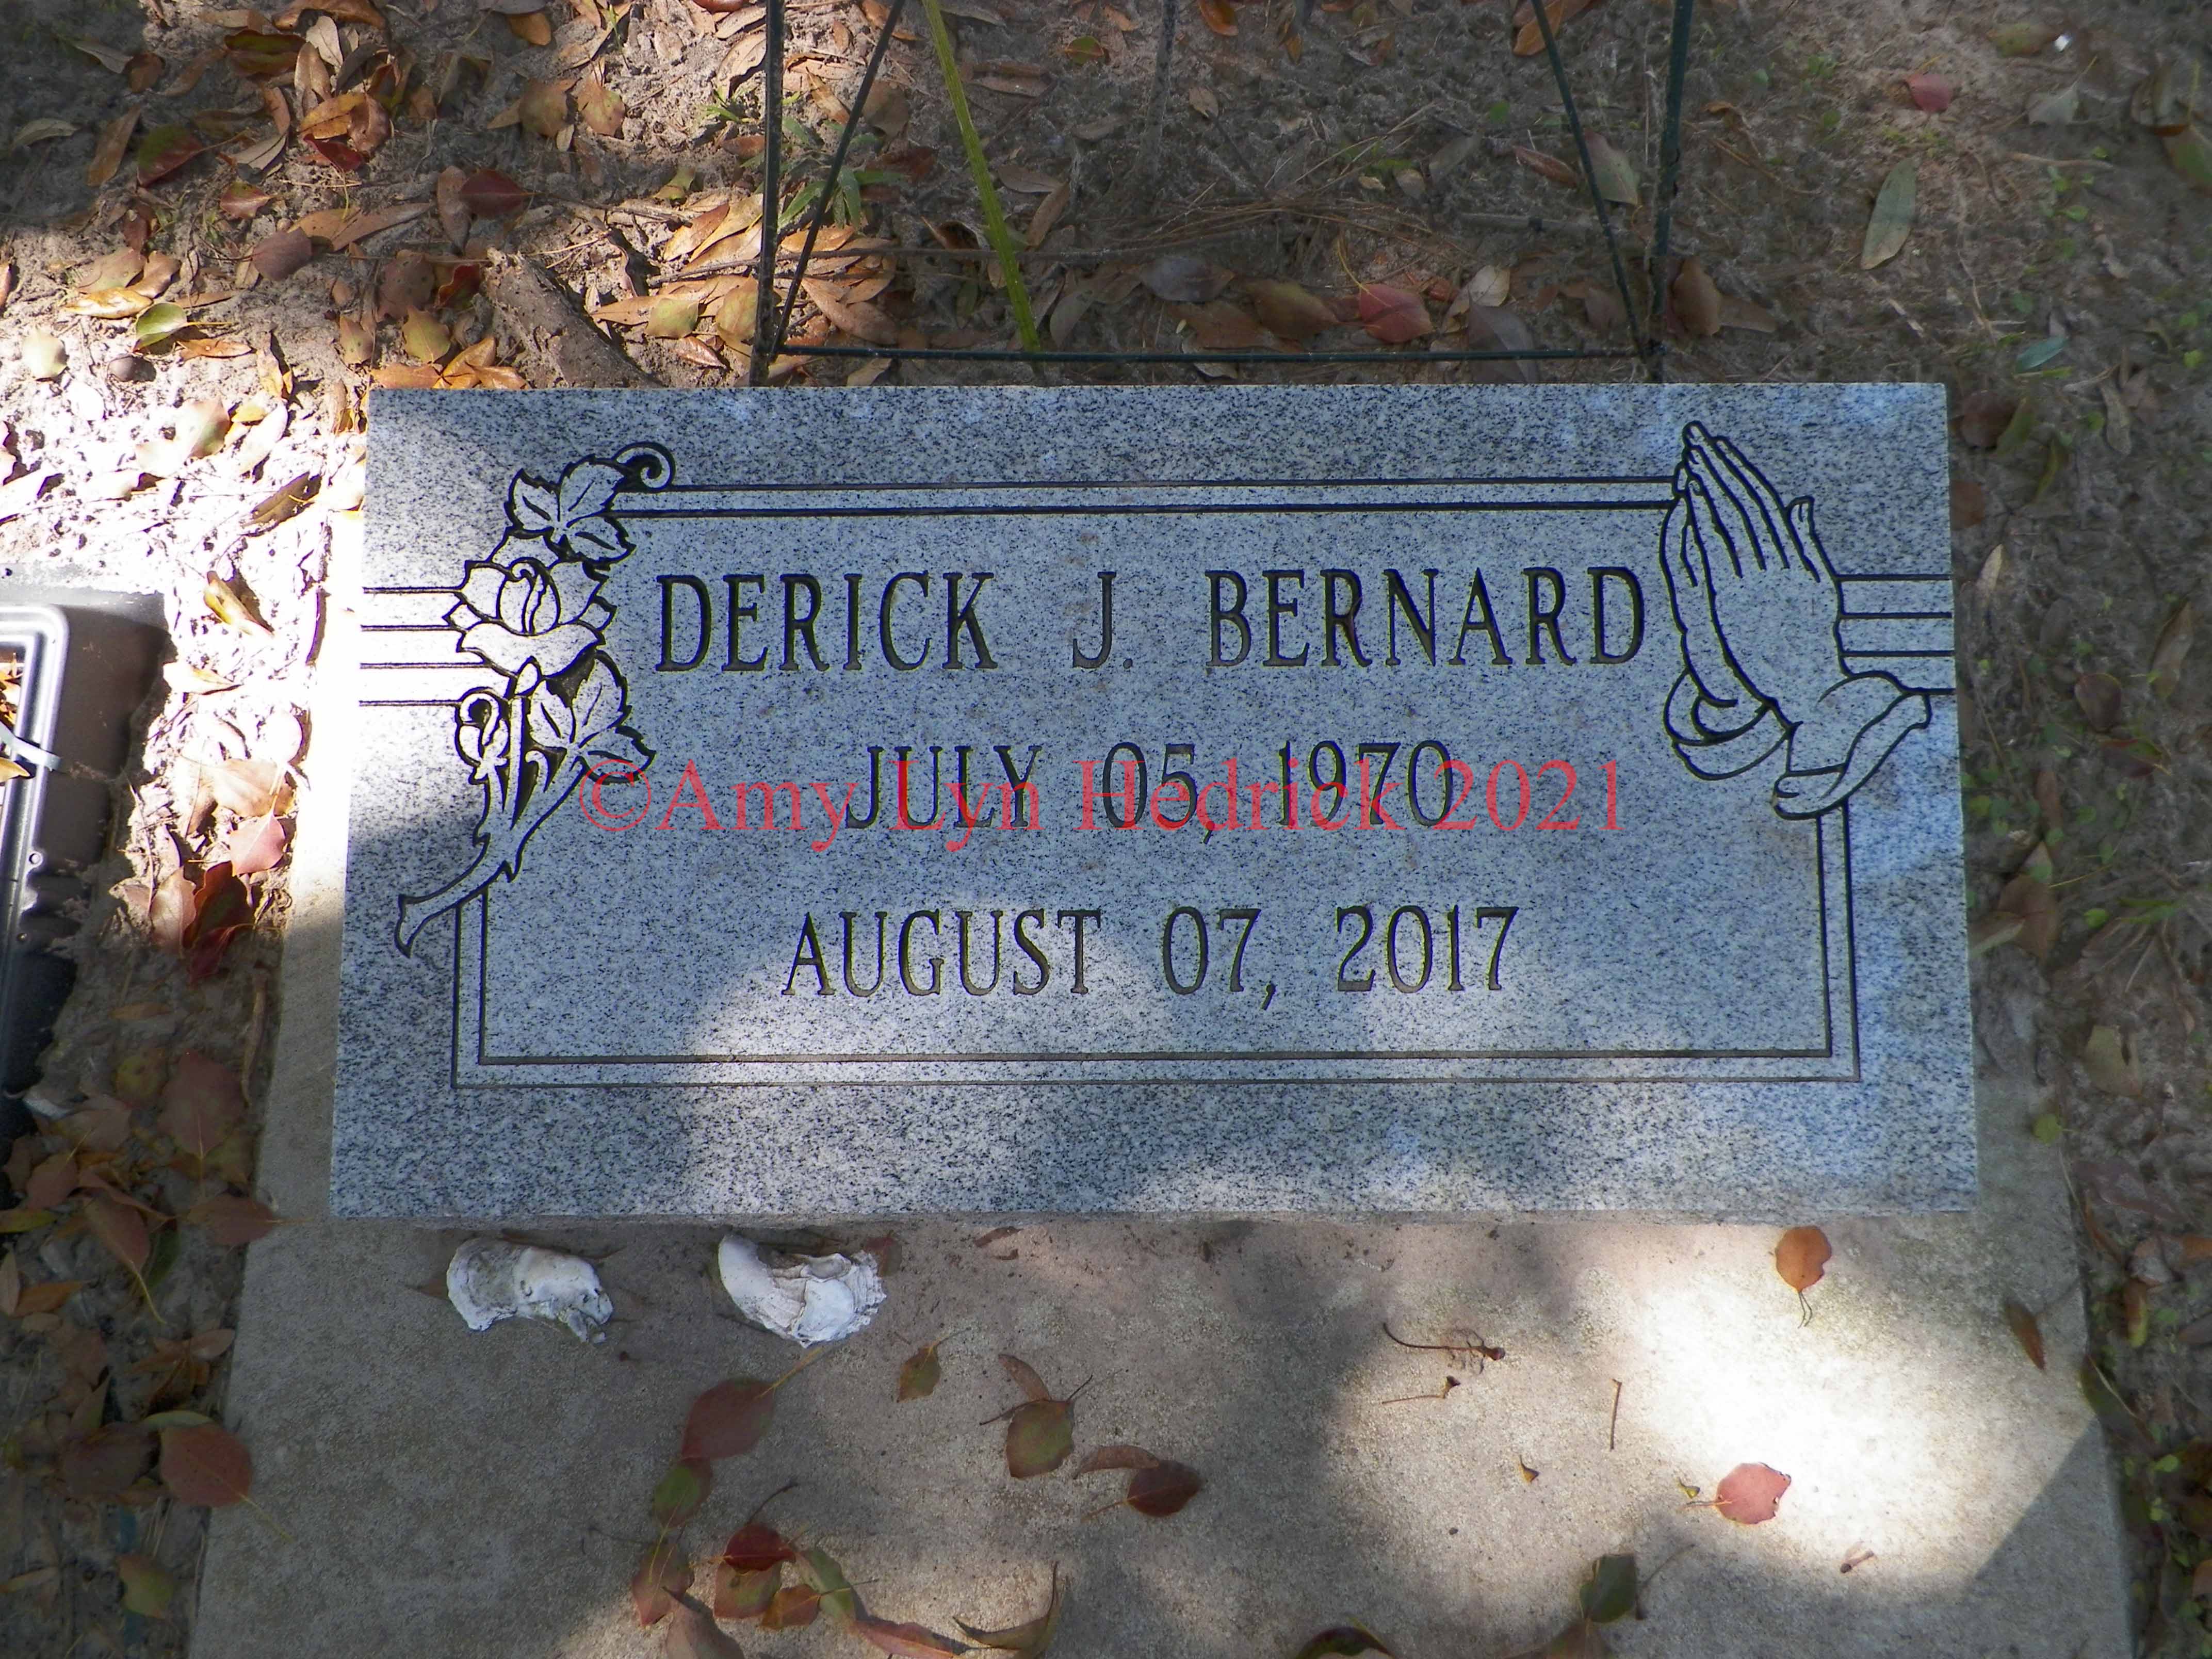 DERICK J. BERNARD
JULY 05, 1970
©Amy Lyn Hedrick 2021
AUGUST 07, 2017